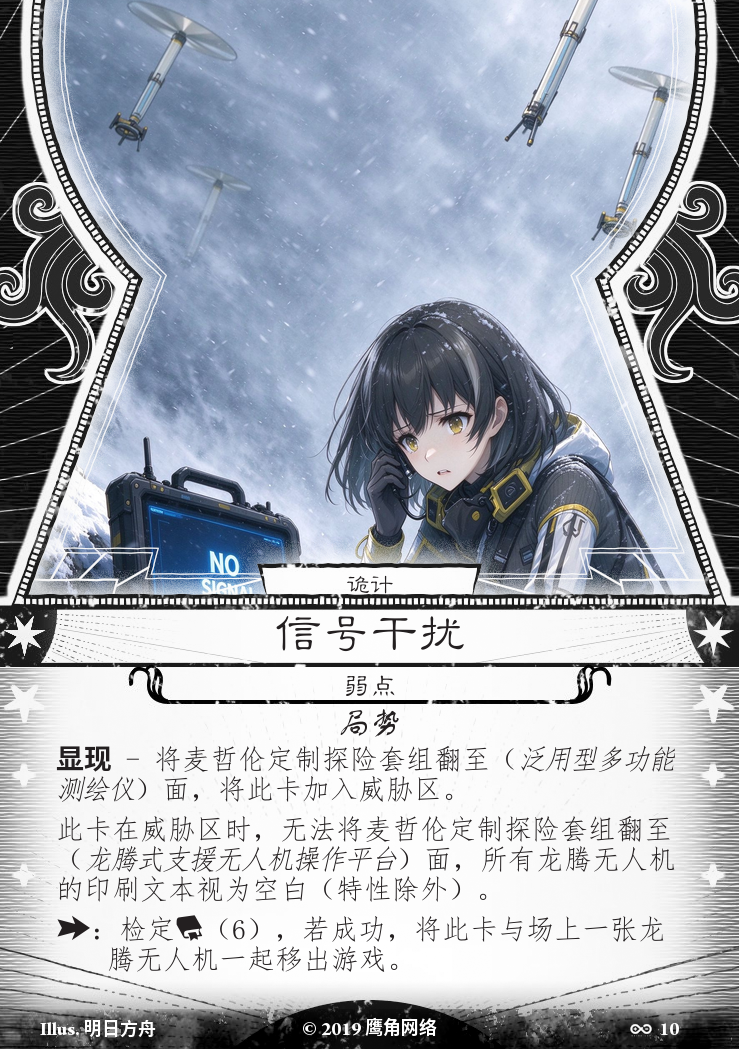 NO
SIGNAL
诡计
信号干扰
弱点
局势
显现 – 将麦哲伦定制探险套组翻至（泛用型多功能
测绘仪）面，将此卡加入威胁区。
此卡在威胁区时，无法将麦哲伦定制探险套组翻至
（龙腾式支援无人机操作平台）面，所有龙腾无人机
的印刷文本视为空白（特性除外）。
：检定（6），若成功，将此卡与场上一张龙
腾无人机一起移出游戏。
Illus. 明日方舟
© 2019 鹰角网络
∞ 10